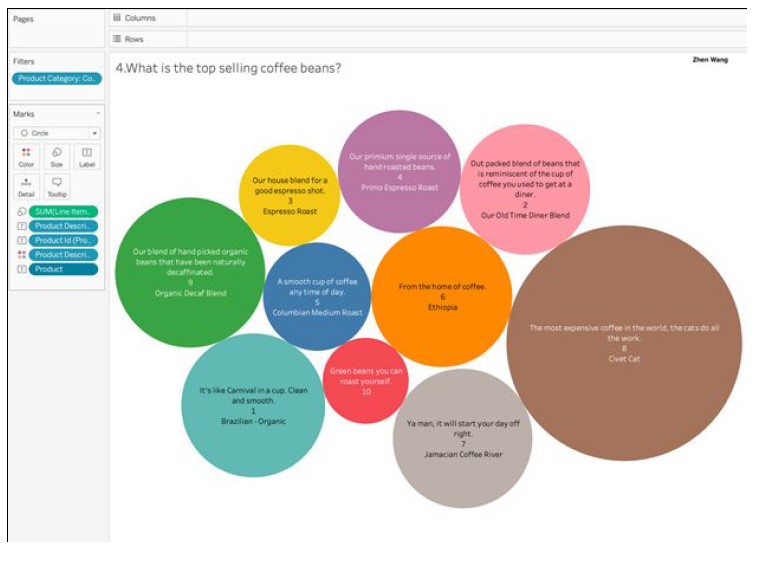 Pages
Columns
Rows
Filters
Product Category: Co..
Marks
Circle
Color
Size
Label
Detail
Tooltip
SUM(Line Item..
Product Descri..
Product Id (Pro..
Product Descri..
Product
4.What is the top selling coffee beans?
Zhen Wang
Our primium single source of
hand roasted beans.
4
Primo Espresso Roast
Out packed blend of beans that
is reminiscent of the cup of
coffee you used to get at a
diner.
2
Our Old Time Diner Blend
Our house blend for a
good espresso shot.
3
Espresso Roast
Our blend of hand picked organic
beans that have been naturally
decaffinated.
9
Organic Decaf Blend
A smooth cup of coffee
any time of day.
5
Columbian Medium Roast
From the home of coffee.
6
Ethiopia
The most expensive coffee in the world, the cats do all
the work.
8
Civet Cat
Green beans you can
roast yourself.
10
It's like Carnival in a cup. Clean
and smooth.
1
Brazilian - Organic
Ya man, it will start your day off
right.
7
Jamacian Coffee River